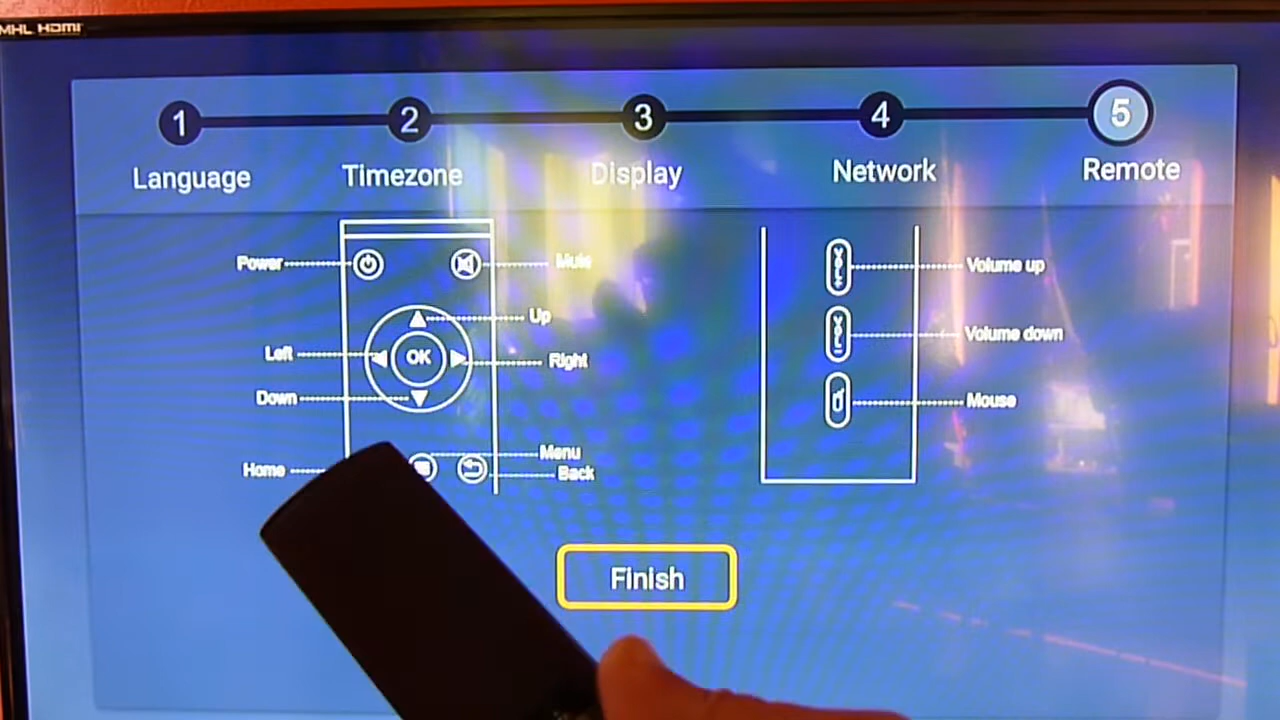 MHL HDMI
1 2 3 4 5
Language Timezone Display Network Remote
Power Mute Volume up
Up
Left OK Right Volume down
Down Mouse
Menu
Home Back
Finish